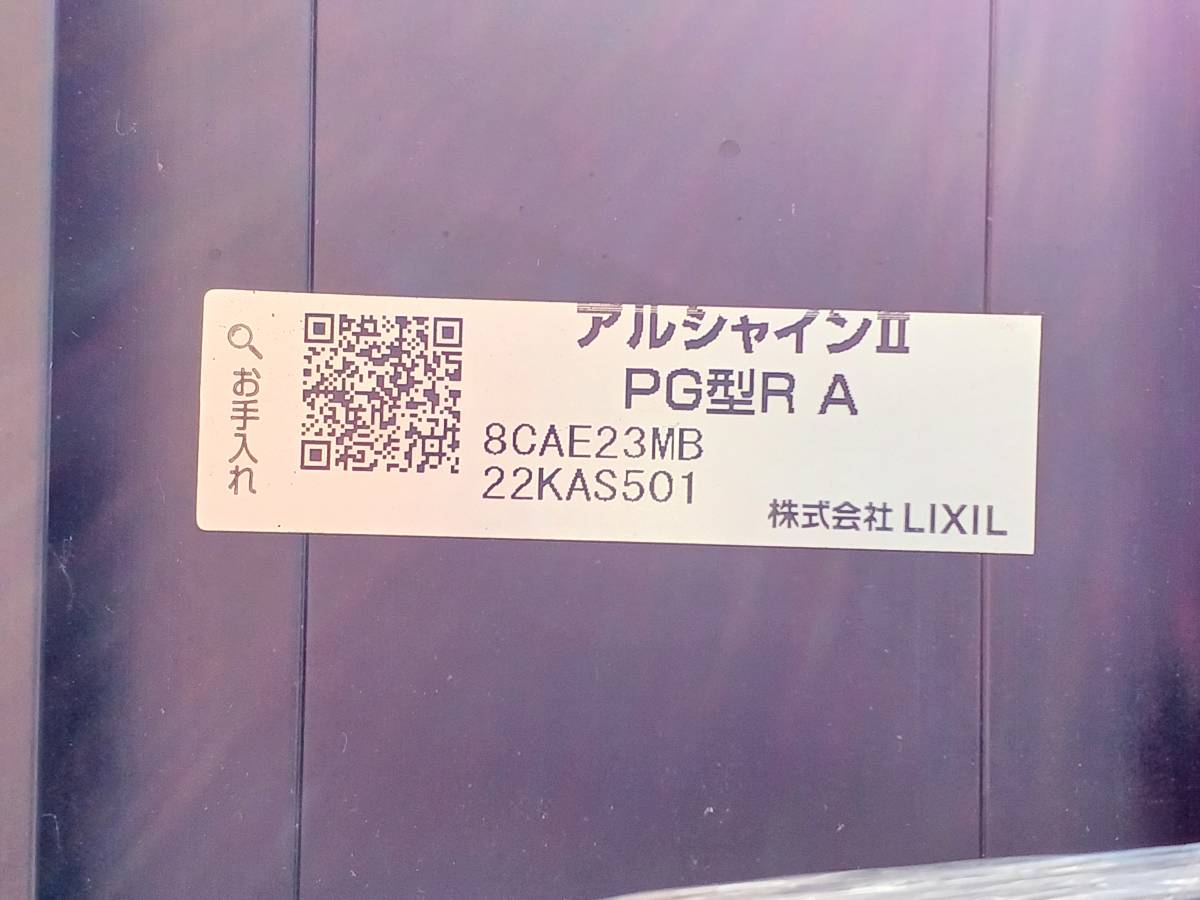 お手入れ
アルシャインⅡ
PG型R A
8CAE23MB
22KAS501
株式会社 LIXIL